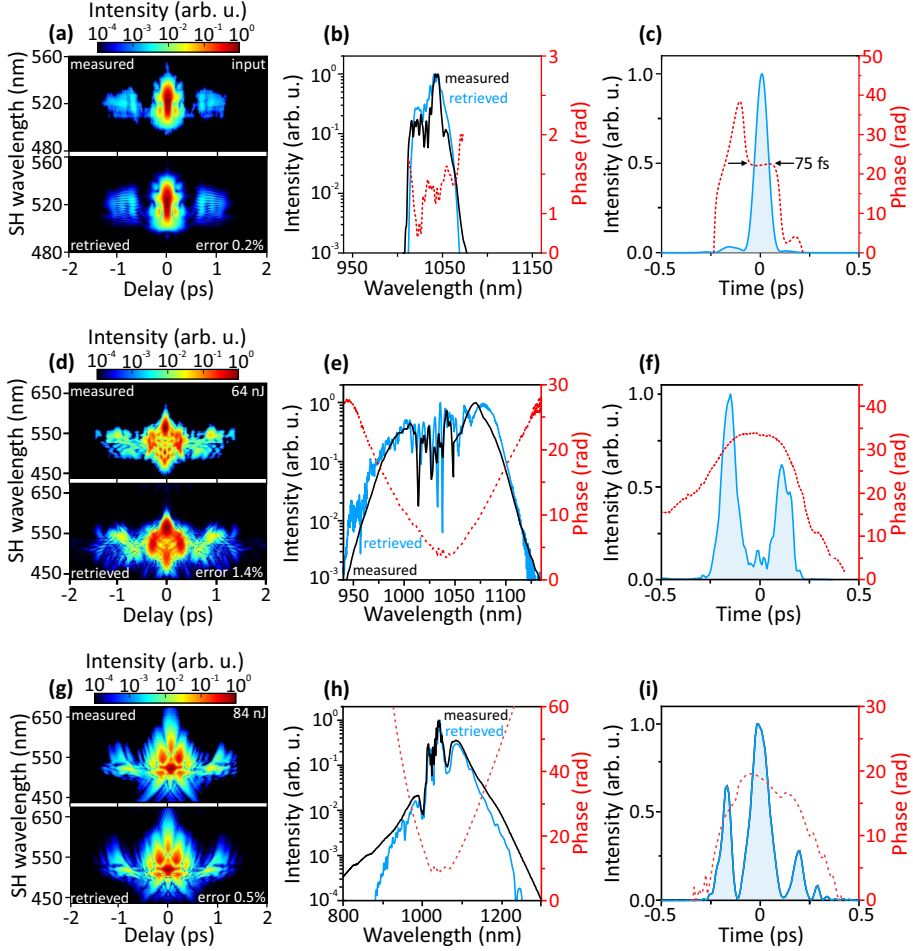 Intensity (arb. u.)
10⁻⁴ 10⁻³ 10⁻² 10⁻¹ 10⁰
(a) (b) (c)
measured input
retrieved error 0.2%
SH wavelength (nm)
560
520
480
560
520
480
-2 -1 0 1 2
Delay (ps)
measured
retrieved
Intensity (arb. u.)
10⁰
10⁻¹
10⁻²
10⁻³
950 1050 1150
Wavelength (nm)
Phase (rad)
3
2
1
0
75 fs
Intensity (arb. u.)
1.0
0.5
0.0
-0.5 0 0.5
Time (ps)
Phase (rad)
50
40
30
20
10
0
Intensity (arb. u.)
10⁻⁴ 10⁻³ 10⁻² 10⁻¹ 10⁰
(d) (e) (f)
measured 64 nJ
retrieved error 1.4%
SH wavelength (nm)
650
550
450
650
550
450
-2 -1 0 1 2
Delay (ps)
retrieved
measured
Intensity (arb. u.)
10⁰
10⁻¹
10⁻²
10⁻³
950 1000 1050 1100
Wavelength (nm)
Phase (rad)
30
20
10
0
Intensity (arb. u.)
1.0
0.5
0.0
-0.5 0 0.5
Time (ps)
Phase (rad)
40
30
20
10
0
Intensity (arb. u.)
10⁻⁴ 10⁻³ 10⁻² 10⁻¹ 10⁰
(g) (h) (i)
measured 84 nJ
retrieved error 0.5%
SH wavelength (nm)
650
550
450
650
550
450
-2 -1 0 1 2
Delay (ps)
measured
retrieved
Intensity (arb. u.)
10⁰
10⁻¹
10⁻²
10⁻³
10⁻⁴
800 1000 1200
Wavelength (nm)
Phase (rad)
60
40
20
0
Intensity (arb. u.)
1.0
0.5
0.0
-0.5 0 0.5
Time (ps)
Phase (rad)
30
20
10
0